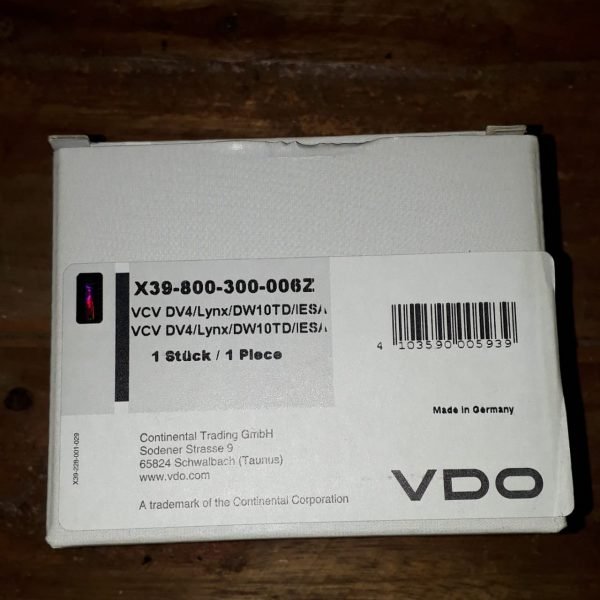 X39-800-300-006Z
VCV DV4/Lynx/DW10TD/IESA
VCV DV4/Lynx/DW10TD/IESA
1 Stück / 1 Piece
4 103590 005939
Made in Germany
X39-228-001-029
Continental Trading GmbH
Sodener Strasse 9
65824 Schwalbach (Taunus)
www.vdo.com
A trademark of the Continental Corporation
VDO